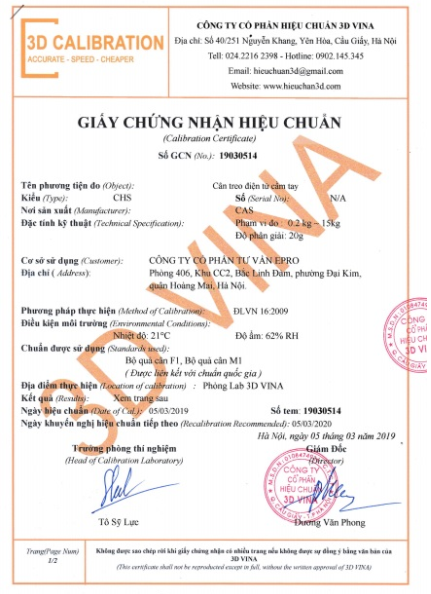 3D CALIBRATION
ACCURATE - SPEED - CHEAPER
CÔNG TY CỔ PHẦN HIỆU CHUẨN 3D VINA
Địa chỉ: Số 40/251 Nguyễn Khang, Yên Hòa, Cầu Giấy, Hà Nội
Tell: 024.2216 2398 - Hotline: 0902.145.345
Email: hieuchuan3d@gmail.com
Website: www.hieuchan3d.com
GIẤY CHỨNG NHẬN HIỆU CHUẨN
(Calibration Certificate)
Số GCN (No.): 19030514
Tên phương tiện đo (Object): Cân treo điện tử cầm tay
Kiểu (Type): CHS Số (Serial No): N/A
Nơi sản xuất (Manufacturer): CAS
Đặc tính kỹ thuật (Technical Specification): Phạm vi đo : 0.2 kg ~ 15kg
Độ phân giải: 20g
Cơ sở sử dụng (Customer): CÔNG TY CỔ PHẦN TƯ VẤN EPRO
Địa chỉ ( Address): Phòng 406, Khu CC2, Bắc Linh Đàm, phường Đại Kim,
quận Hoàng Mai, Hà Nội.
Phương pháp thực hiện (Method of Calibration): ĐLVN 16:2009
Điều kiện môi trường (Environmental Conditions):
Nhiệt độ: 21°C Độ ẩm: 62% RH
Chuẩn được sử dụng (Standards used):
Bộ quả cân F1, Bộ quả cân M1
( Được liên kết với chuẩn quốc gia )
Địa điểm thực hiện (Location of calibration) : Phòng Lab 3D VINA
Kết quả (Results): Xem trang sau
Ngày hiệu chuẩn (Date of Cal.): 05/03/2019 Số tem: 19030514
Ngày khuyến nghị hiệu chuẩn tiếp theo (Recalibration Recommended): 05/03/2020
Hà Nội, ngày 05 tháng 03 năm 2019
Trưởng phòng thí nghiệm Giám Đốc
(Head of Calibration Laboratory) (Director)
CÔNG TY
CỔ PHẦN
HIỆU CHUẨN
3D VINA
Tô Sỹ Lực Dương Văn Phong
3D VINA
Trang(Page Num)
1/2
Không được sao chép rời khi giấy chứng nhận có nhiều trang nếu không được sự đồng ý bằng văn bản của
3D VINA
(This certificate shall not be reproduced except in full, without the written approval of 3D VINA)